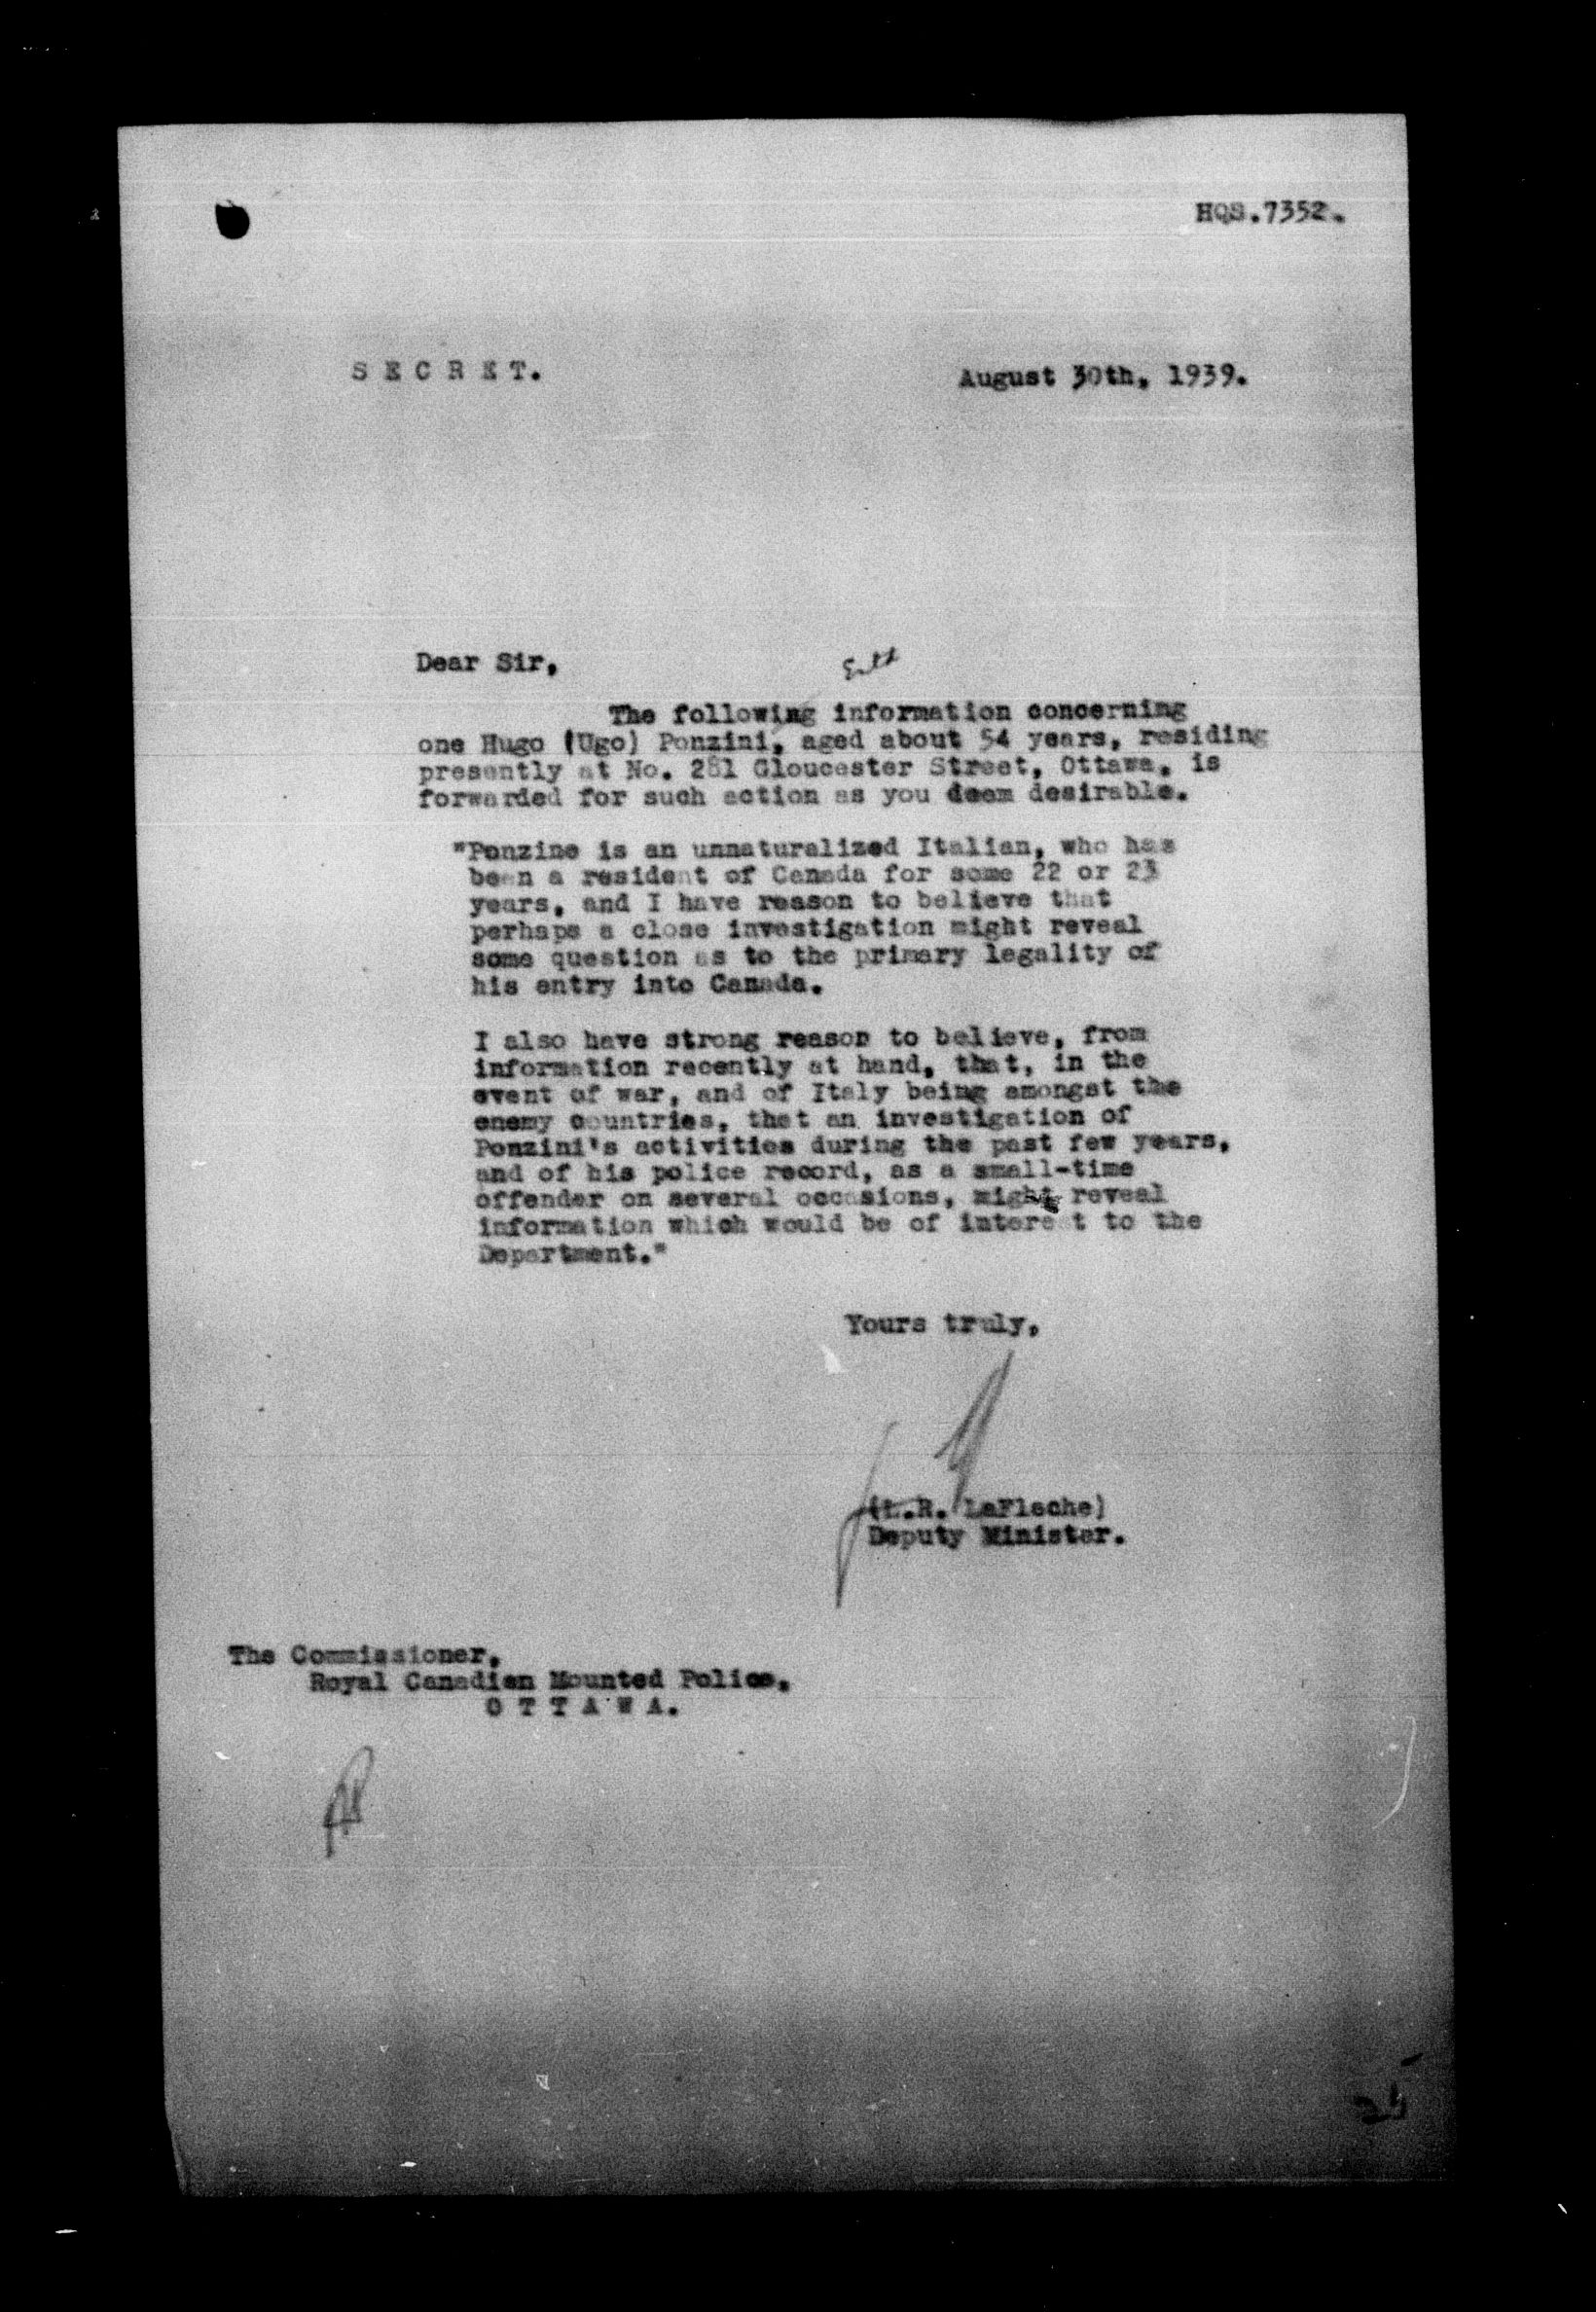 HQS.7352.
S E C R E T.
August 30th, 1939.
Dear Sir,
The following information concerning
one Hugo (Ugo) Ponzini, aged about 54 years, residing
presently at No. 281 Gloucester Street, Ottawa, is
forwarded for such action as you deem desirable.
"Ponzine is an unnaturalized Italian, who has
been a resident of Canada for some 22 or 23
years, and I have reason to believe that
perhaps a close investigation might reveal
some question as to the primary legality of
his entry into Canada.
I also have strong reason to believe, from
information recently at hand, that, in the
event of war, and of Italy being amongst the
enemy countries, that an investigation of
Ponzini's activities during the past few years,
and of his police record, as a small-time
offender on several occasions, might reveal
information which would be of interest to the
Department."
Yours truly,
(L.R. LaFleche)
Deputy Minister.
The Commissioner,
Royal Canadian Mounted Police,
O T T A W A.